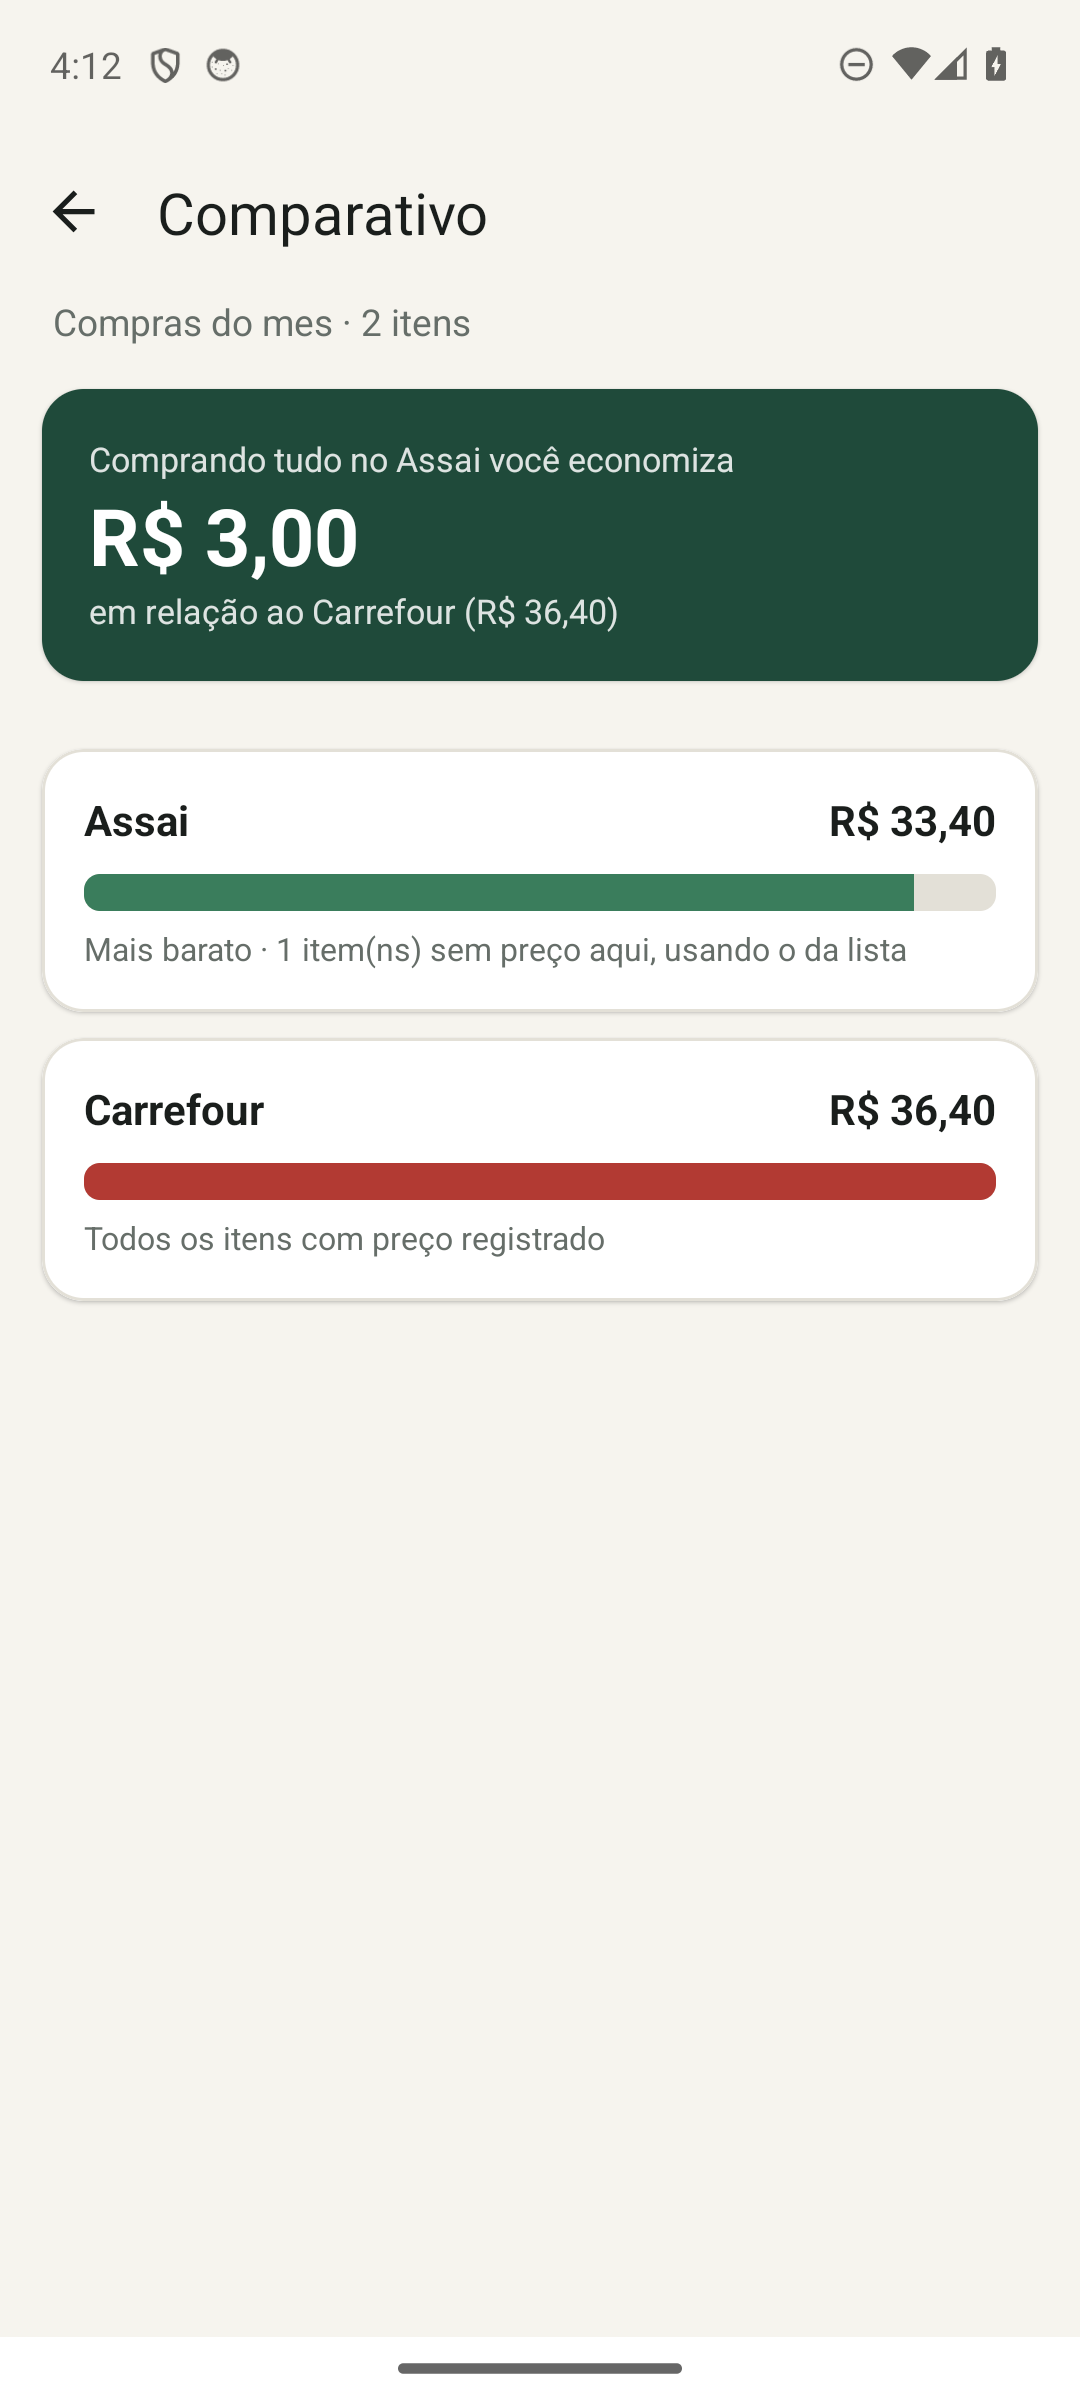 4:12
Comparativo
Compras do mes · 2 itens
Comprando tudo no Assai você economiza
R$ 3,00
em relação ao Carrefour (R$ 36,40)
Assai R$ 33,40
Mais barato · 1 item(ns) sem preço aqui, usando o da lista
Carrefour R$ 36,40
Todos os itens com preço registrado